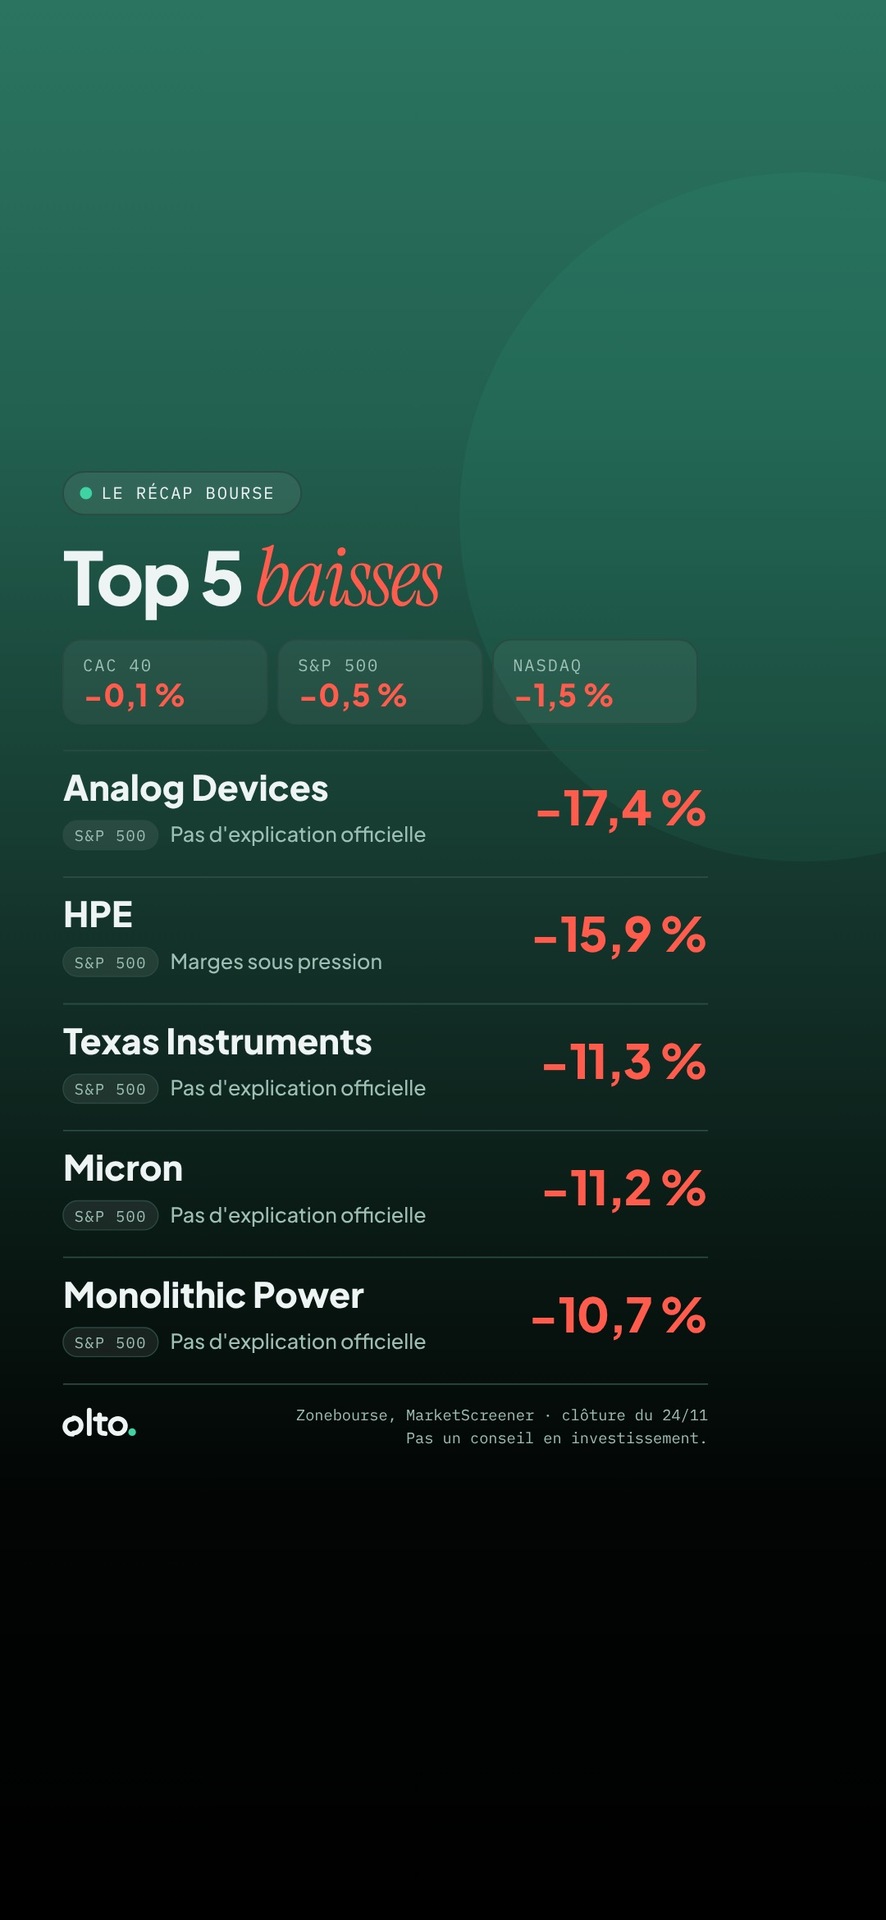 LE RÉCAP BOURSE
Top 5 baisses
CAC 40
-0,1 %
S&P 500
-0,5 %
NASDAQ
-1,5 %
Analog Devices
S&P 500 Pas d'explication officielle
-17,4 %
HPE
S&P 500 Marges sous pression
-15,9 %
Texas Instruments
S&P 500 Pas d'explication officielle
-11,3 %
Micron
S&P 500 Pas d'explication officielle
-11,2 %
Monolithic Power
S&P 500 Pas d'explication officielle
-10,7 %
olto.
Zonebourse, MarketScreener · clôture du 24/11
Pas un conseil en investissement.